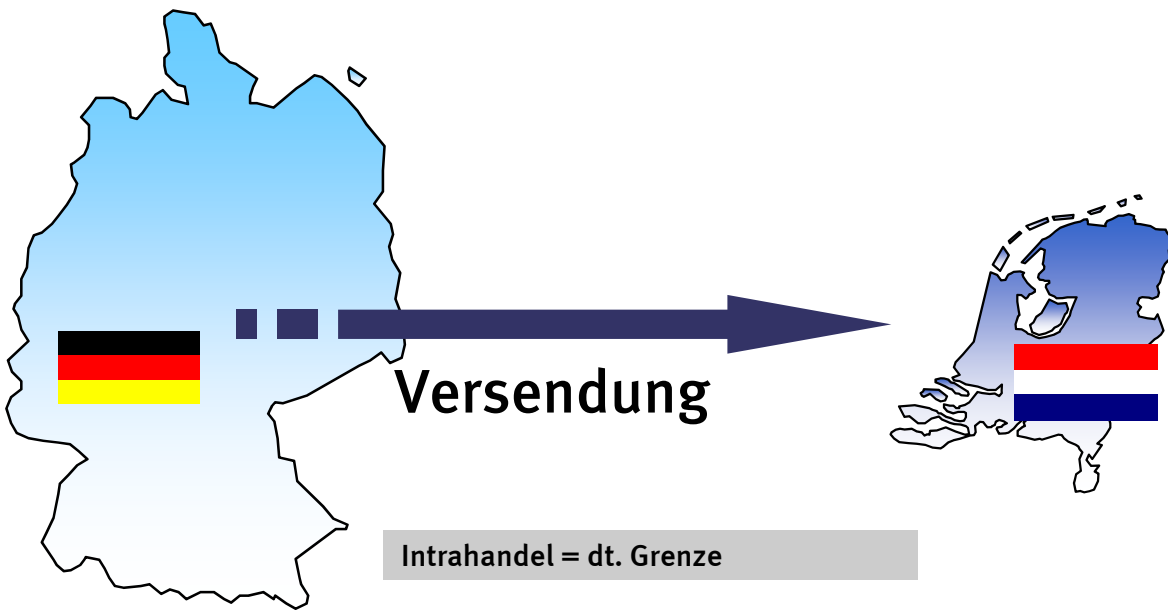 Versendung
Intrahandel = dt. Grenze